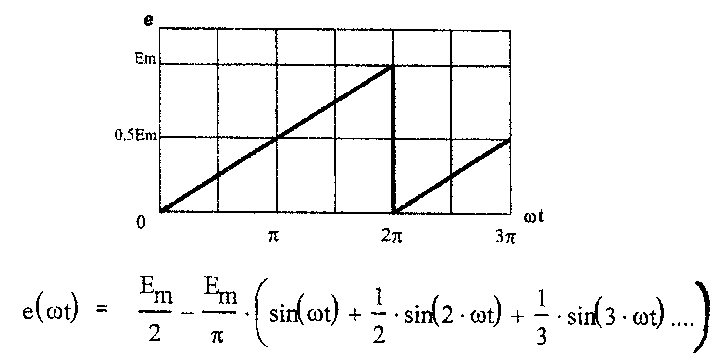 e
Em
0,5Em
0
π
2π
3π
ωt
e(ωt) = Em/2 - Em/π · ( sin(ωt) + 1/2 · sin(2 · ωt) + 1/3 · sin(3 · ωt) .... )